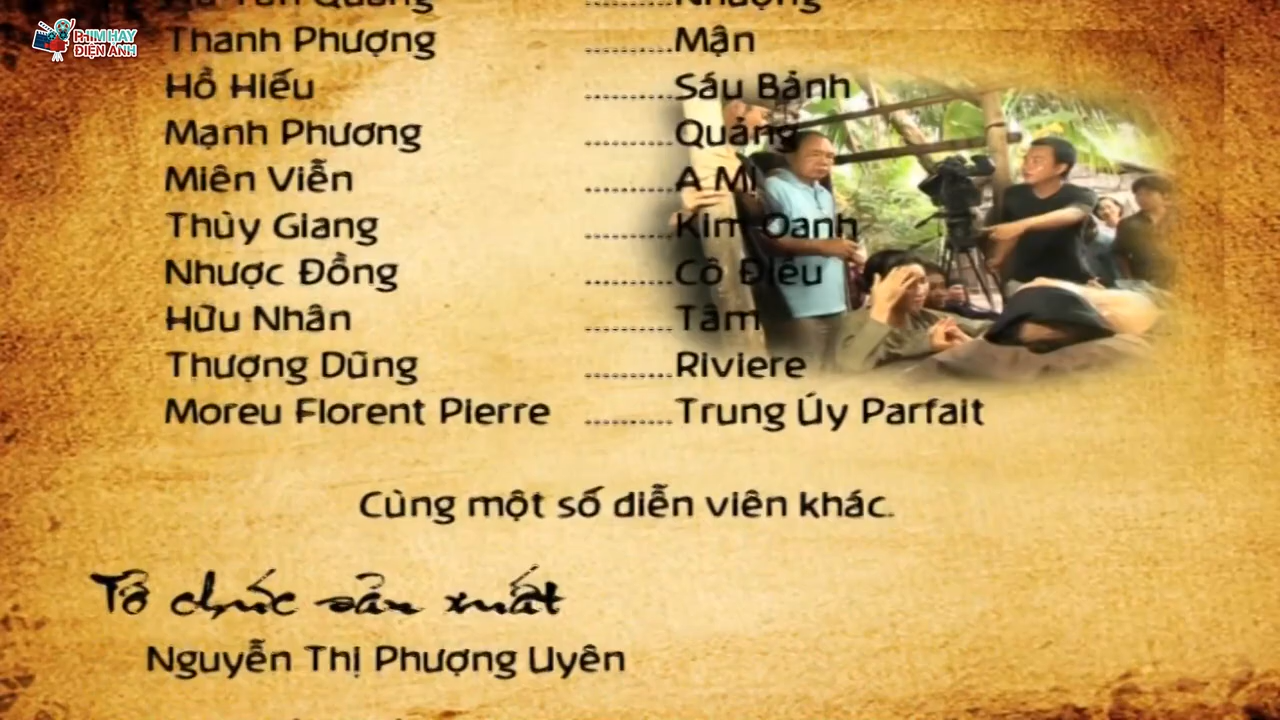 PHIM HAY
ĐIỆN ẢNH
Nhượng
Thanh Phượng ..........Mận
Hồ Hiếu ..........Sáu Bảnh
Mạnh Phương ..........Quảng
Miên Viễn ..........A Mị
Thùy Giang ..........Kim Oanh
Nhược Đồng ..........Cô Điều
Hữu Nhân ..........Tâm
Thượng Dũng ..........Riviere
Moreu Florent Pierre ..........Trung Úy Parfait
Cùng một số diễn viên khác.
Tổ chức sản xuất
Nguyễn Thị Phượng Uyên